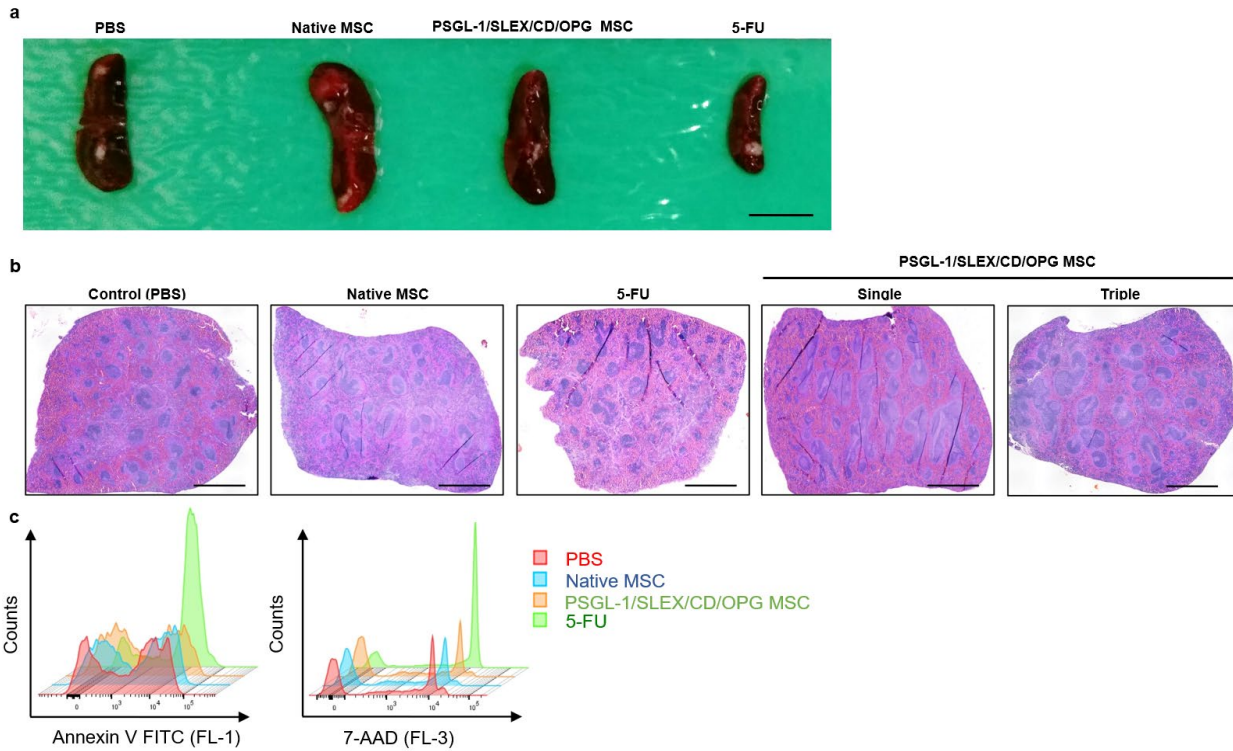 a
PBS
Native MSC
PSGL-1/SLEX/CD/OPG MSC
5-FU
b
PSGL-1/SLEX/CD/OPG MSC
Control (PBS)
Native MSC
5-FU
Single
Triple
c
Counts
0
10³
10⁴
10⁵
Annexin V FITC (FL-1)
Counts
0
10³
10⁴
10⁵
7-AAD (FL-3)
PBS
Native MSC
PSGL-1/SLEX/CD/OPG MSC
5-FU